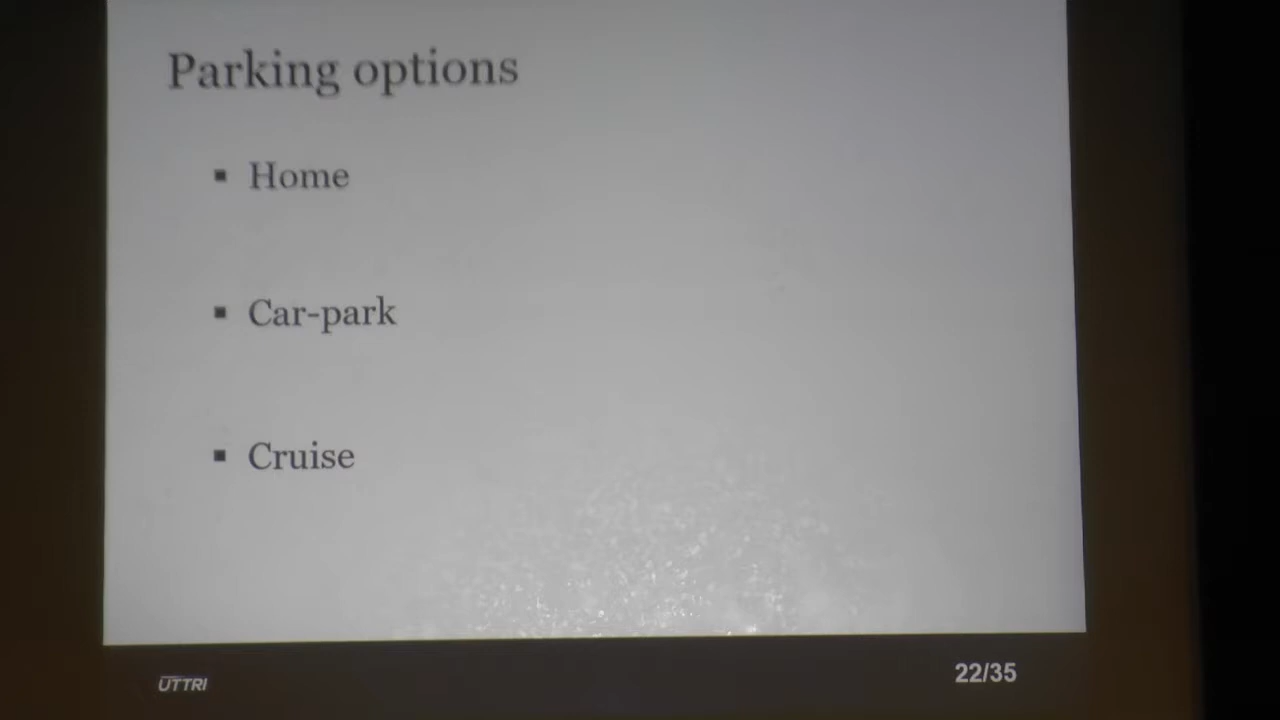 Parking options
▪ Home
▪ Car-park
▪ Cruise
UTTRI
22/35